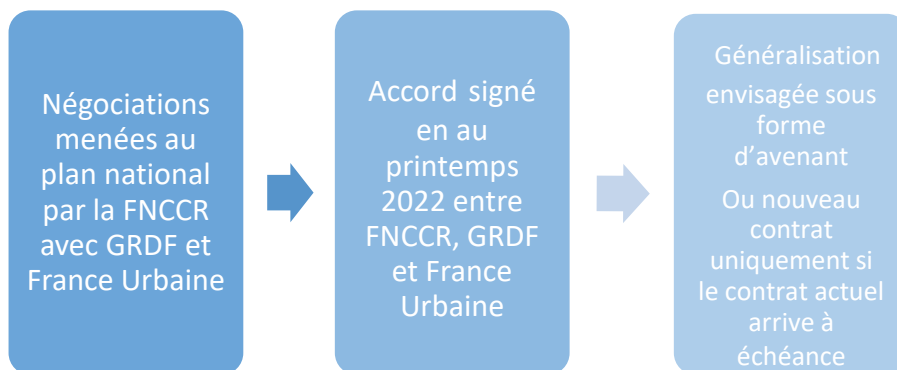 Négociations
menées au
plan national
par la FNCCR
avec GRDF et
France Urbaine
Accord signé
en au
printemps
2022 entre
FNCCR, GRDF
et France
Urbaine
Généralisation
envisagée sous
forme
d’avenant
Ou nouveau
contrat
uniquement si
le contrat actuel
arrive à
échéance